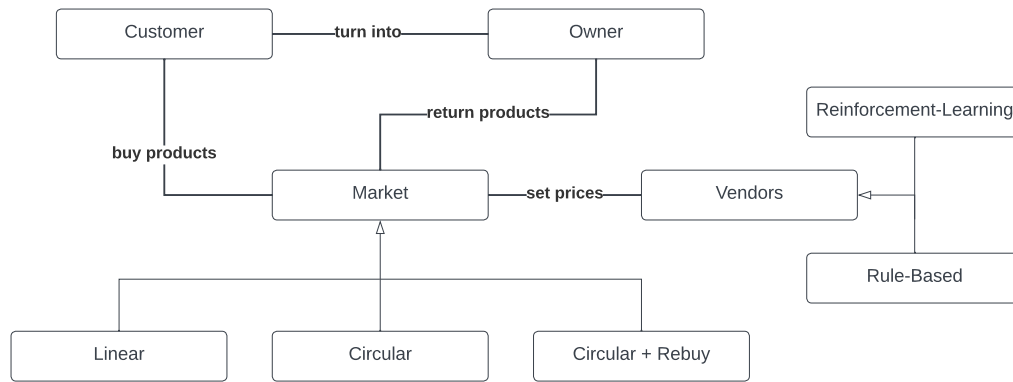 Customer
turn into
Owner
Reinforcement-Learning
return products
buy products
Market
set prices
Vendors
Rule-Based
Linear
Circular
Circular + Rebuy